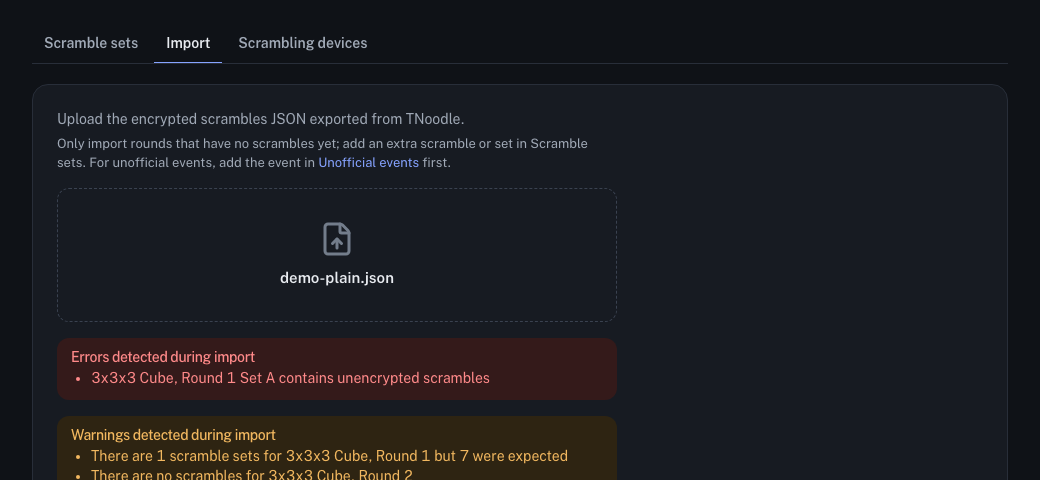 Scramble sets
Import
Scrambling devices
Upload the encrypted scrambles JSON exported from TNoodle.
Only import rounds that have no scrambles yet; add an extra scramble or set in Scramble
sets. For unofficial events, add the event in Unofficial events first.
demo-plain.json
Errors detected during import
• 3x3x3 Cube, Round 1 Set A contains unencrypted scrambles
Warnings detected during import
• There are 1 scramble sets for 3x3x3 Cube, Round 1 but 7 were expected
• There are no scrambles for 3x3x3 Cube, Round 2